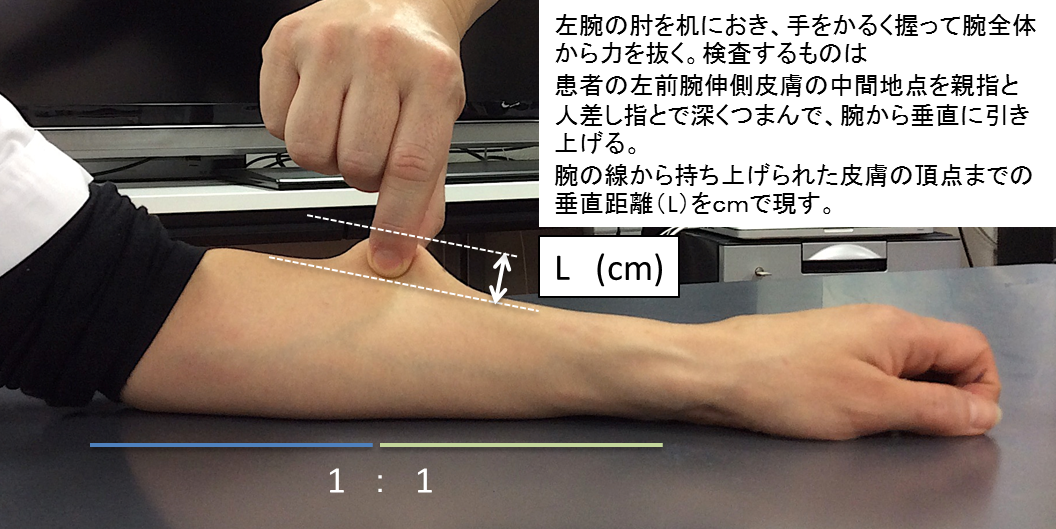 左腕の肘を机におき、手をかるく握って腕全体
から力を抜く。検査するものは
患者の左前腕伸側皮膚の中間地点を親指と
人差し指とで深くつまんで、腕から垂直に引き
上げる。
腕の線から持ち上げられた皮膚の頂点までの
垂直距離（L）をcmで現す。
L (cm)
1 : 1